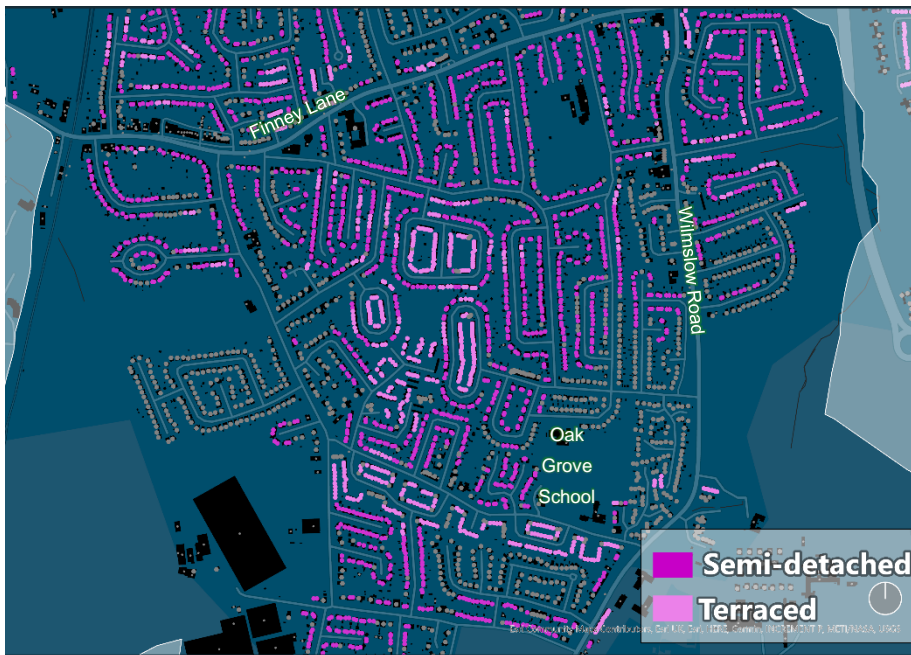 Finney Lane
Wilmslow Road
Oak
Grove
School
Semi-detached
Terraced